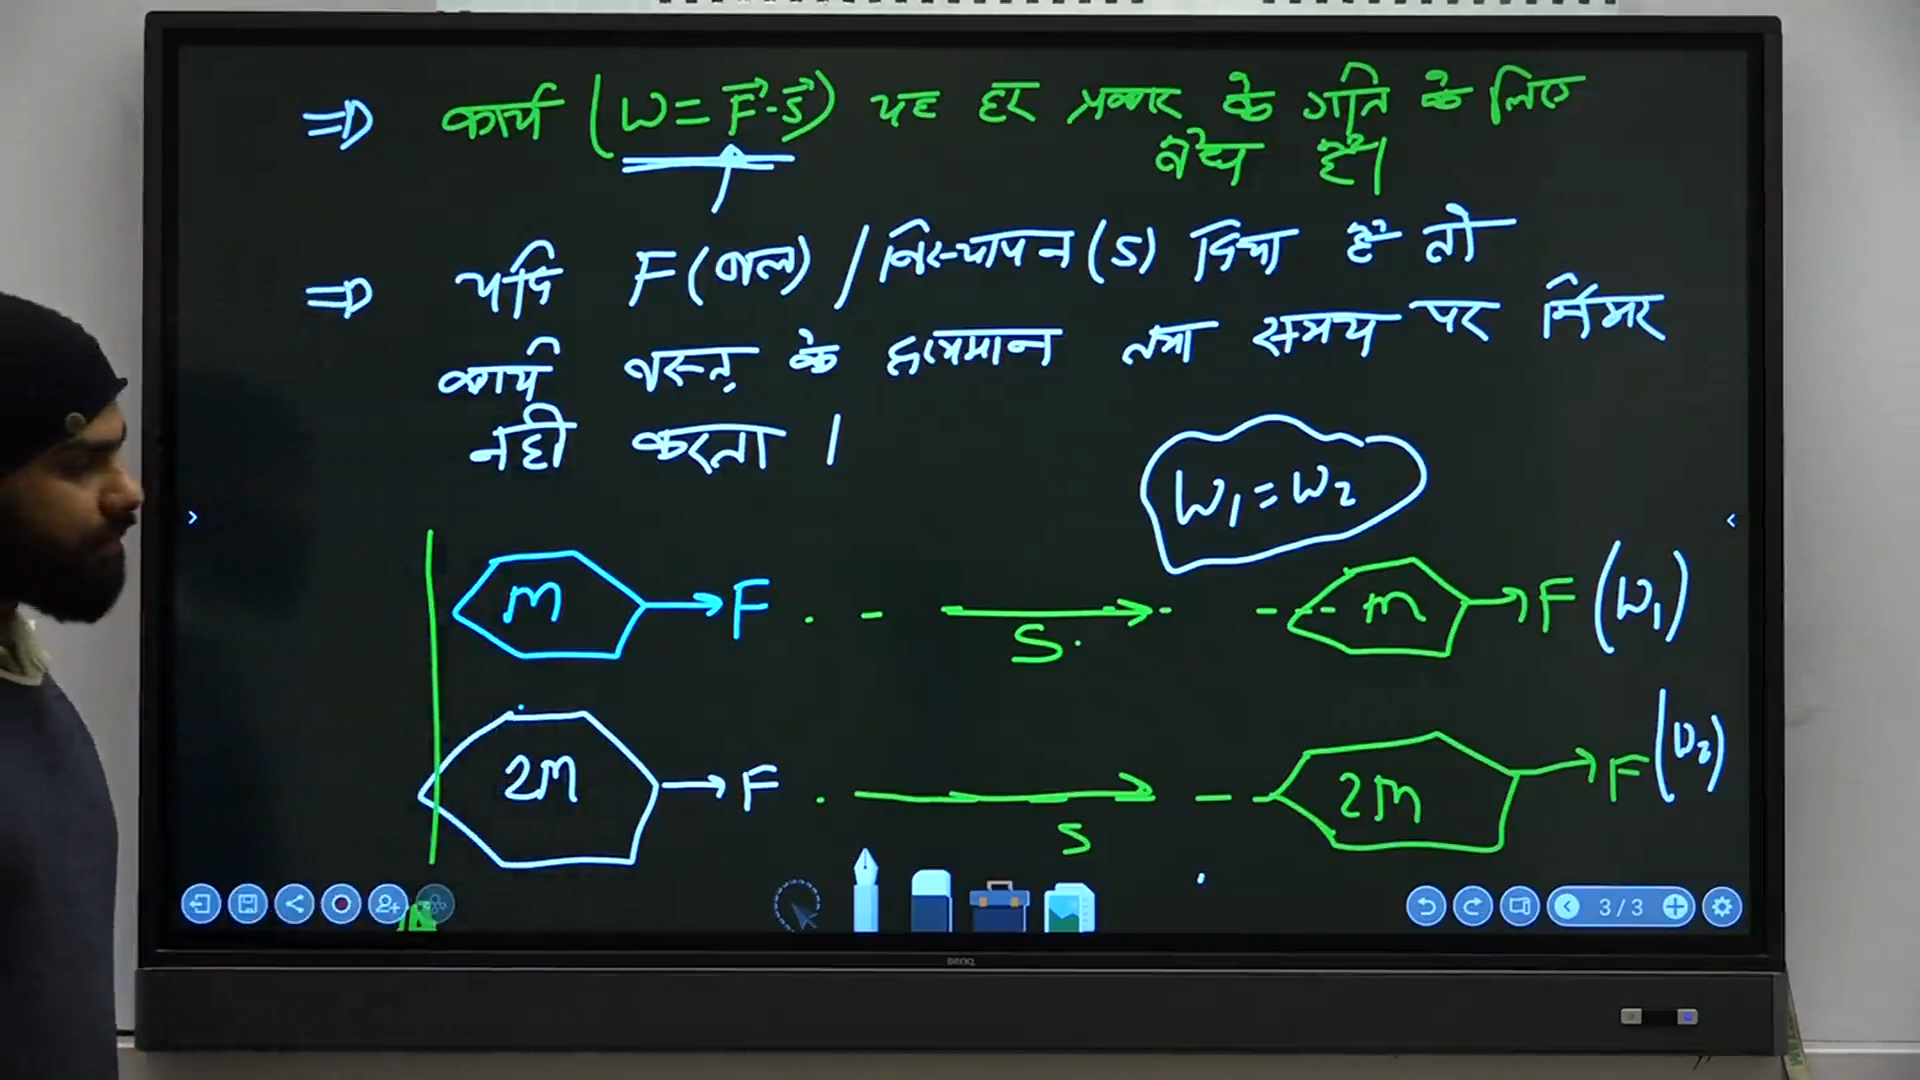 ⇒ कार्य (W = F⃗·S⃗) यह हर प्रकार के गति के लिए
वैध है।
⇒ यदि F(बल) / विस्थापन (S) दिया है तो
कार्य वस्तु के द्रव्यमान तथा समय पर निर्भर
नही करता ।
W₁ = W₂
m → F S. m → F (W₁)
2m → F S 2m → F (W₂)
3/3
BenQ